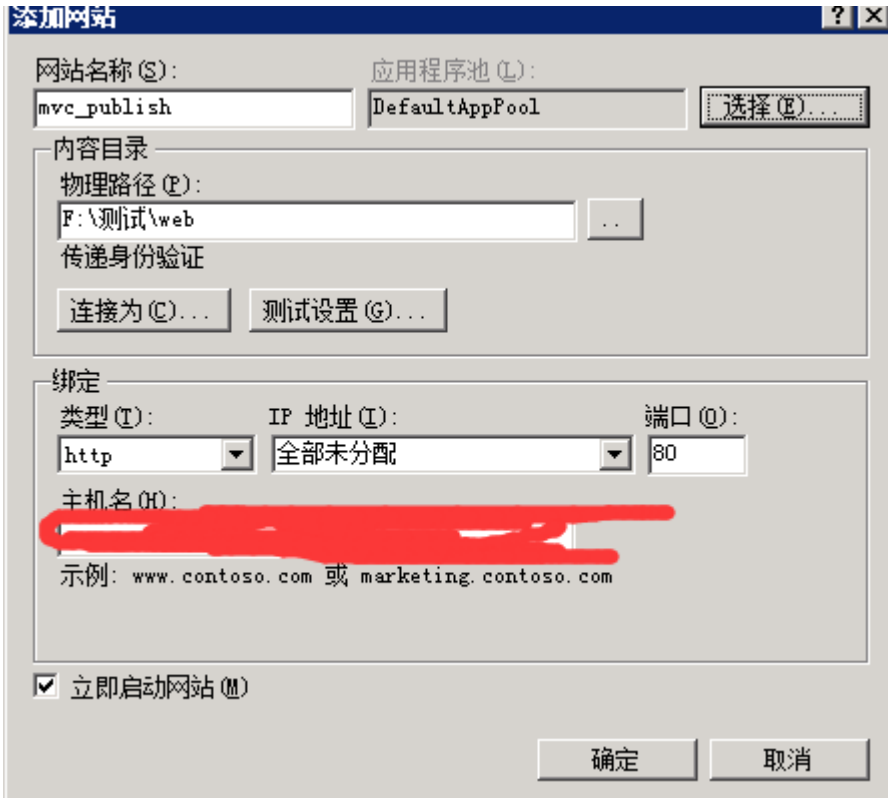 添加网站
网站名称(S): 应用程序池(L):
mvc_publish DefaultAppPool 选择(E)...
内容目录
物理路径(P):
F:\测试\web ..
传递身份验证
连接为(C)... 测试设置(G)...
绑定
类型(T): IP 地址(I): 端口(O):
http 全部未分配 80
主机名(H):
示例: www.contoso.com 或 marketing.contoso.com
立即启动网站(M)
确定 取消